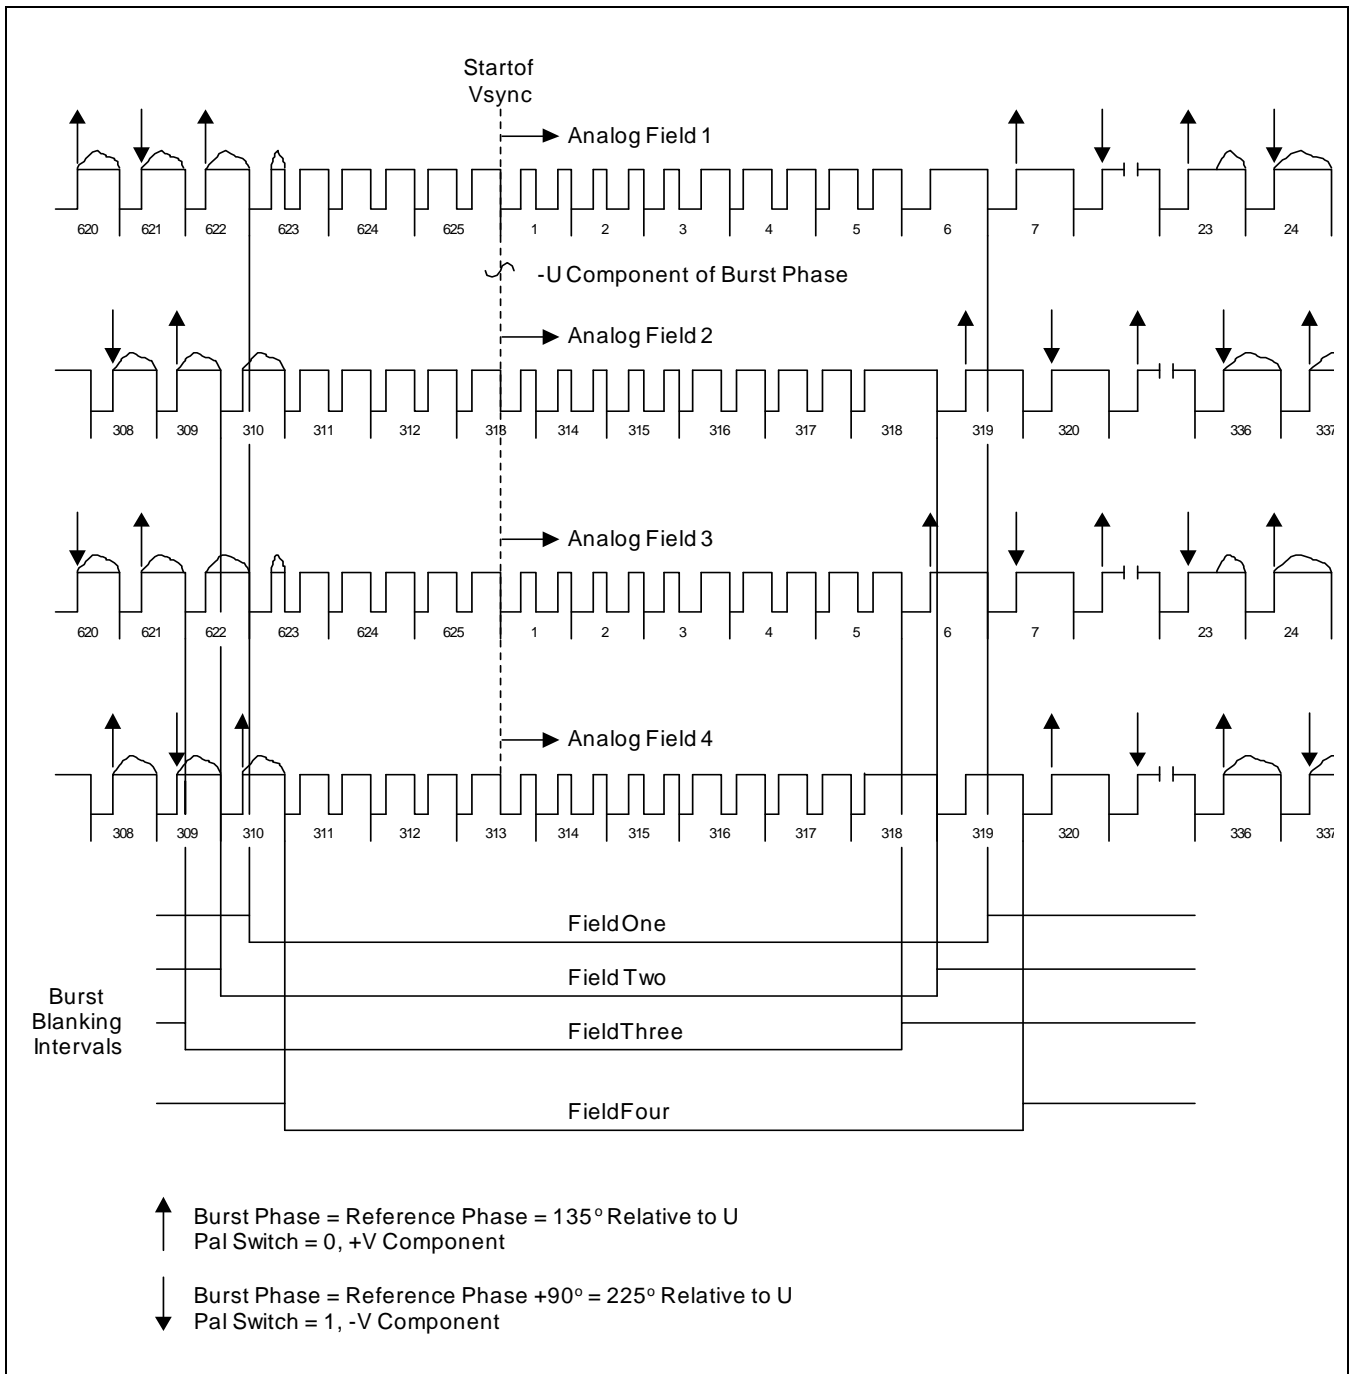 Startof
Vsync
Analog Field 1
620 621 622 623 624 625 1 2 3 4 5 6 7 23 24
-U Component of Burst Phase
Analog Field 2
308 309 310 311 312 313 314 315 316 317 318 319 320 336 337
Analog Field 3
620 621 622 623 624 625 1 2 3 4 5 6 7 23 24
Analog Field 4
308 309 310 311 312 313 314 315 316 317 318 319 320 336 337
Burst
Blanking
Intervals
FieldOne
Field Two
FieldThree
FieldFour
Burst Phase = Reference Phase = 135° Relative to U
Pal Switch = 0, +V Component
Burst Phase = Reference Phase +90° = 225° Relative to U
Pal Switch = 1, -V Component